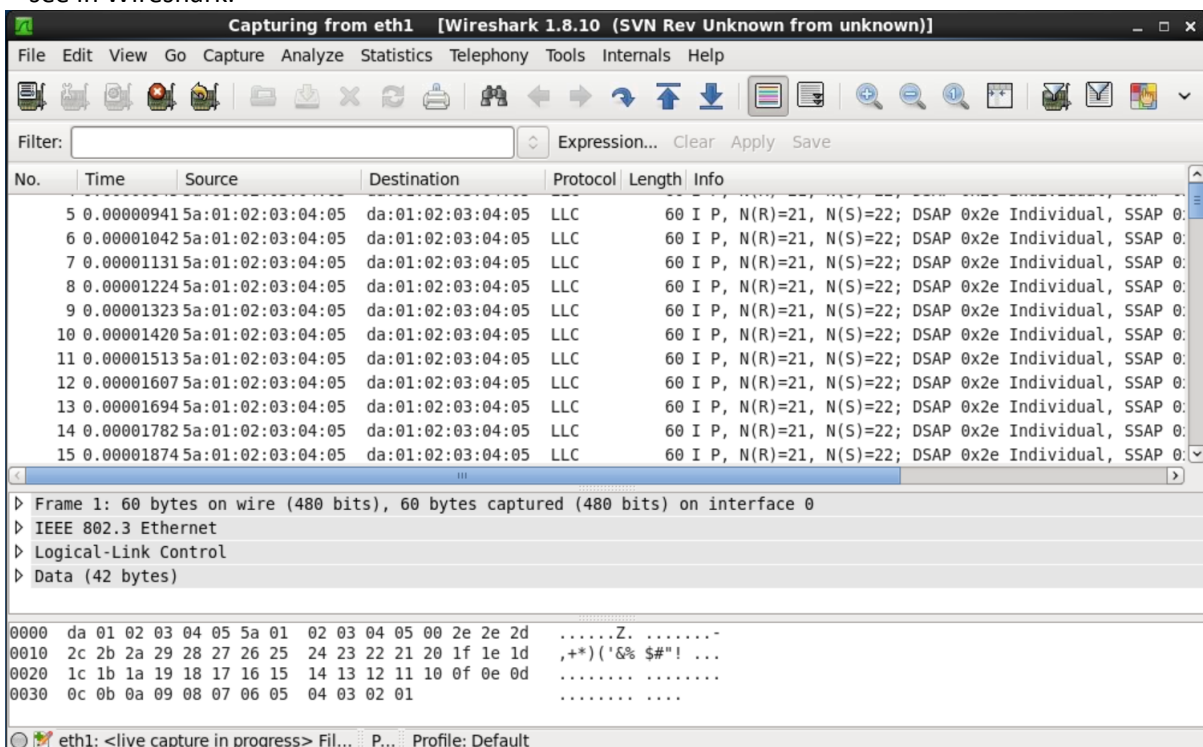 see in Wireshark.
Capturing from eth1 [Wireshark 1.8.10 (SVN Rev Unknown from unknown)]
File Edit View Go Capture Analyze Statistics Telephony Tools Internals Help
Filter: Expression... Clear Apply Save
No. Time Source Destination Protocol Length Info
5 0.00000941 5a:01:02:03:04:05 da:01:02:03:04:05 LLC 60 I P, N(R)=21, N(S)=22; DSAP 0x2e Individual, SSAP 0
6 0.00001042 5a:01:02:03:04:05 da:01:02:03:04:05 LLC 60 I P, N(R)=21, N(S)=22; DSAP 0x2e Individual, SSAP 0
7 0.00001131 5a:01:02:03:04:05 da:01:02:03:04:05 LLC 60 I P, N(R)=21, N(S)=22; DSAP 0x2e Individual, SSAP 0
8 0.00001224 5a:01:02:03:04:05 da:01:02:03:04:05 LLC 60 I P, N(R)=21, N(S)=22; DSAP 0x2e Individual, SSAP 0
9 0.00001323 5a:01:02:03:04:05 da:01:02:03:04:05 LLC 60 I P, N(R)=21, N(S)=22; DSAP 0x2e Individual, SSAP 0
10 0.00001420 5a:01:02:03:04:05 da:01:02:03:04:05 LLC 60 I P, N(R)=21, N(S)=22; DSAP 0x2e Individual, SSAP 0
11 0.00001513 5a:01:02:03:04:05 da:01:02:03:04:05 LLC 60 I P, N(R)=21, N(S)=22; DSAP 0x2e Individual, SSAP 0
12 0.00001607 5a:01:02:03:04:05 da:01:02:03:04:05 LLC 60 I P, N(R)=21, N(S)=22; DSAP 0x2e Individual, SSAP 0
13 0.00001694 5a:01:02:03:04:05 da:01:02:03:04:05 LLC 60 I P, N(R)=21, N(S)=22; DSAP 0x2e Individual, SSAP 0
14 0.00001782 5a:01:02:03:04:05 da:01:02:03:04:05 LLC 60 I P, N(R)=21, N(S)=22; DSAP 0x2e Individual, SSAP 0
15 0.00001874 5a:01:02:03:04:05 da:01:02:03:04:05 LLC 60 I P, N(R)=21, N(S)=22; DSAP 0x2e Individual, SSAP 0
Frame 1: 60 bytes on wire (480 bits), 60 bytes captured (480 bits) on interface 0
IEEE 802.3 Ethernet
Logical-Link Control
Data (42 bytes)
0000 da 01 02 03 04 05 5a 01 02 03 04 05 00 2e 2e 2d ......Z. .......-
0010 2c 2b 2a 29 28 27 26 25 24 23 22 21 20 1f 1e 1d ,+*)('&% $#"! ...
0020 1c 1b 1a 19 18 17 16 15 14 13 12 11 10 0f 0e 0d ........ ........
0030 0c 0b 0a 09 08 07 06 05 04 03 02 01 ........ ....
eth1: <live capture in progress> Fil... P... Profile: Default